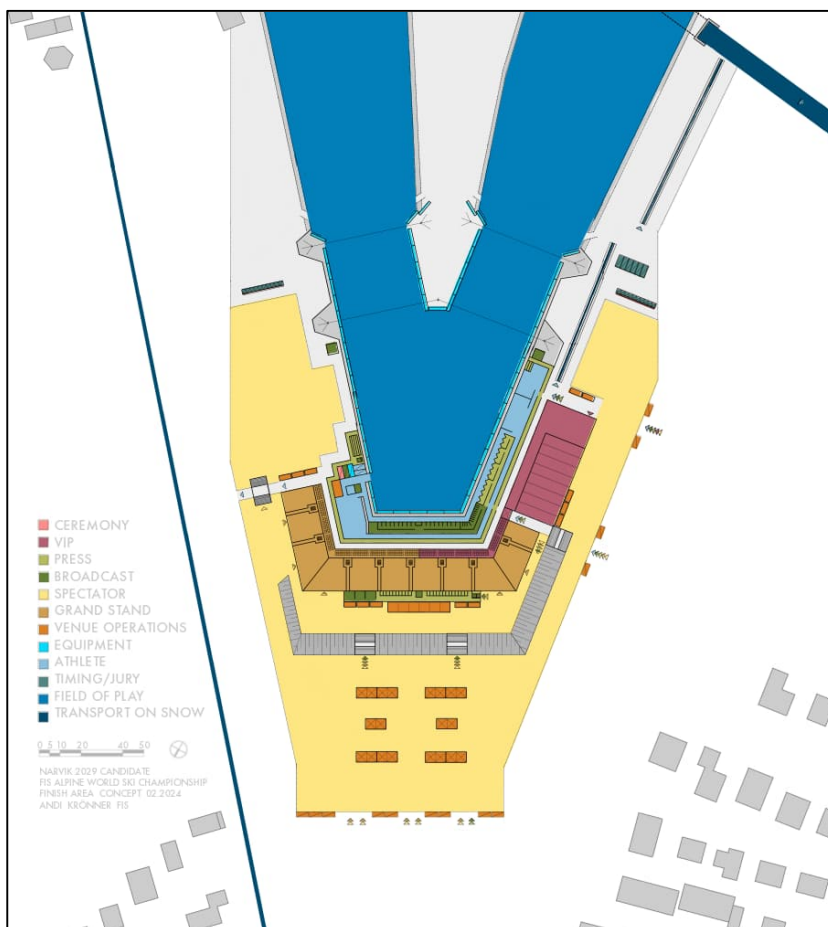 CEREMONY
VIP
PRESS
BROADCAST
SPECTATOR
GRAND STAND
VENUE OPERATIONS
EQUIPMENT
ATHLETE
TIMING/JURY
FIELD OF PLAY
TRANSPORT ON SNOW
0 5 10 20 40 50
NARVIK 2029 CANDIDATE
FIS ALPINE WORLD SKI CHAMPIONSHIP
FINISH AREA CONCEPT 02.2024
ANDI KRÖNNER FIS